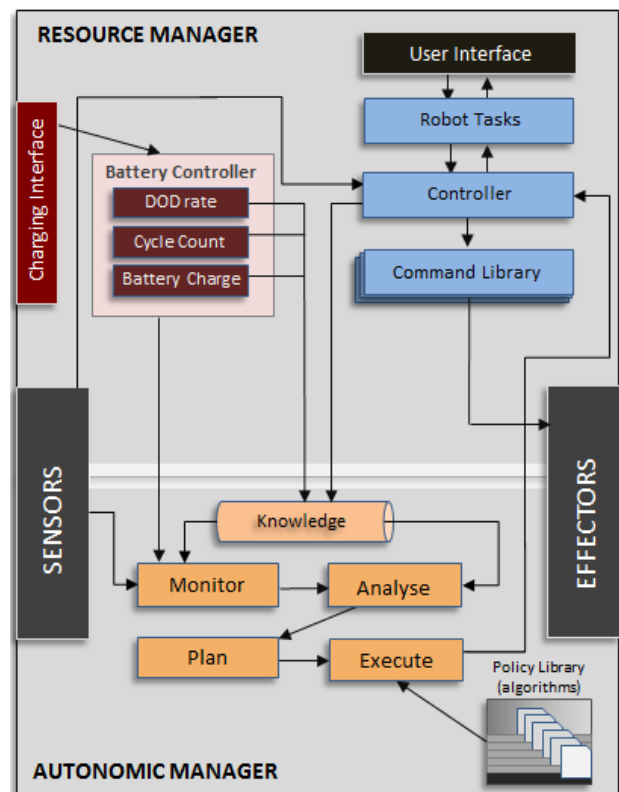 RESOURCE MANAGER
User Interface
Robot Tasks
Charging Interface
Battery Controller
DOD rate
Cycle Count
Battery Charge
Controller
Command Library
SENSORS
EFFECTORS
Knowledge
Monitor
Analyse
Plan
Execute
Policy Library
(algorithms)
AUTONOMIC MANAGER